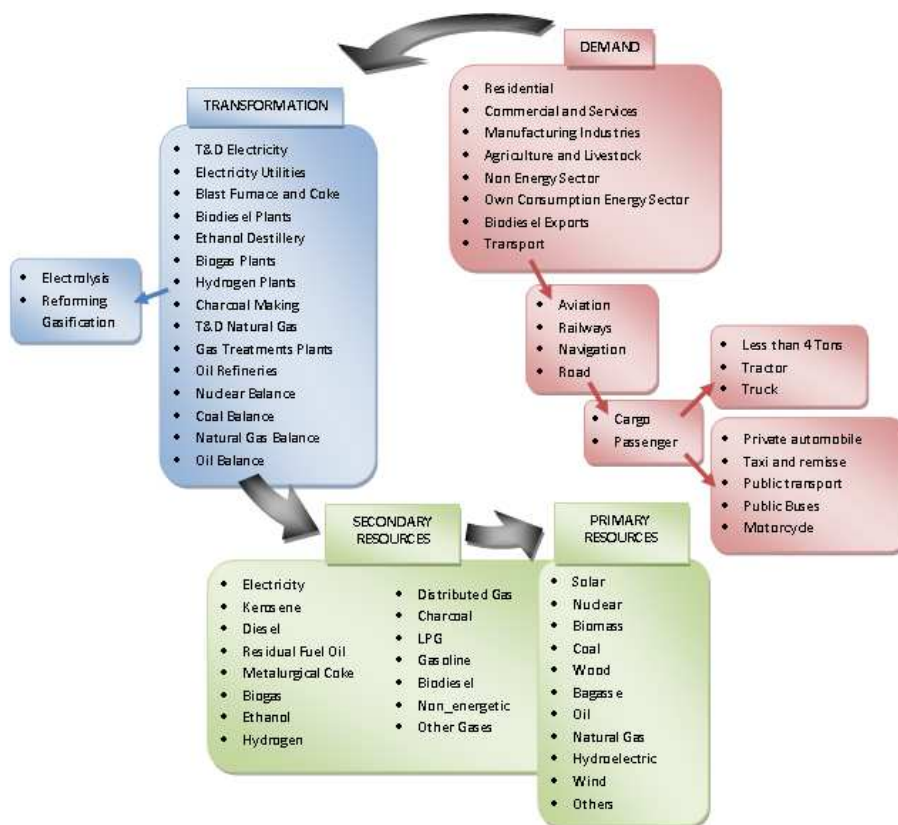 DEMAND
• Residential
• Commercial and Services
• Manufacturing Industries
• Agriculture and Livestock
• Non Energy Sector
• Own Consumption Energy Sector
• Biodiesel Exports
• Transport
TRANSFORMATION
• T&D Electricity
• Electricity Utilities
• Blast Furnace and Coke
• Biodiesel Plants
• Ethanol Destillery
• Biogas Plants
• Hydrogen Plants
• Charcoal Making
• T&D Natural Gas
• Gas Treatments Plants
• Oil Refineries
• Nuclear Balance
• Coal Balance
• Natural Gas Balance
• Oil Balance
• Electrolysis
• Reforming
Gasification
• Aviation
• Railways
• Navigation
• Road
• Cargo
• Passenger
• Less than 4 Tons
• Tractor
• Truck
• Private automobile
• Taxi and remisse
• Public transport
• Public Buses
• Motorcycle
SECONDARY
RESOURCES
• Electricity
• Kerosene
• Diesel
• Residual Fuel Oil
• Metalurgical Coke
• Biogas
• Ethanol
• Hydrogen
• Distributed Gas
• Charcoal
• LPG
• Gasoline
• Biodiesel
• Non_energetic
• Other Gases
PRIMARY
RESOURCES
• Solar
• Nuclear
• Biomass
• Coal
• Wood
• Bagasse
• Oil
• Natural Gas
• Hydroelectric
• Wind
• Others